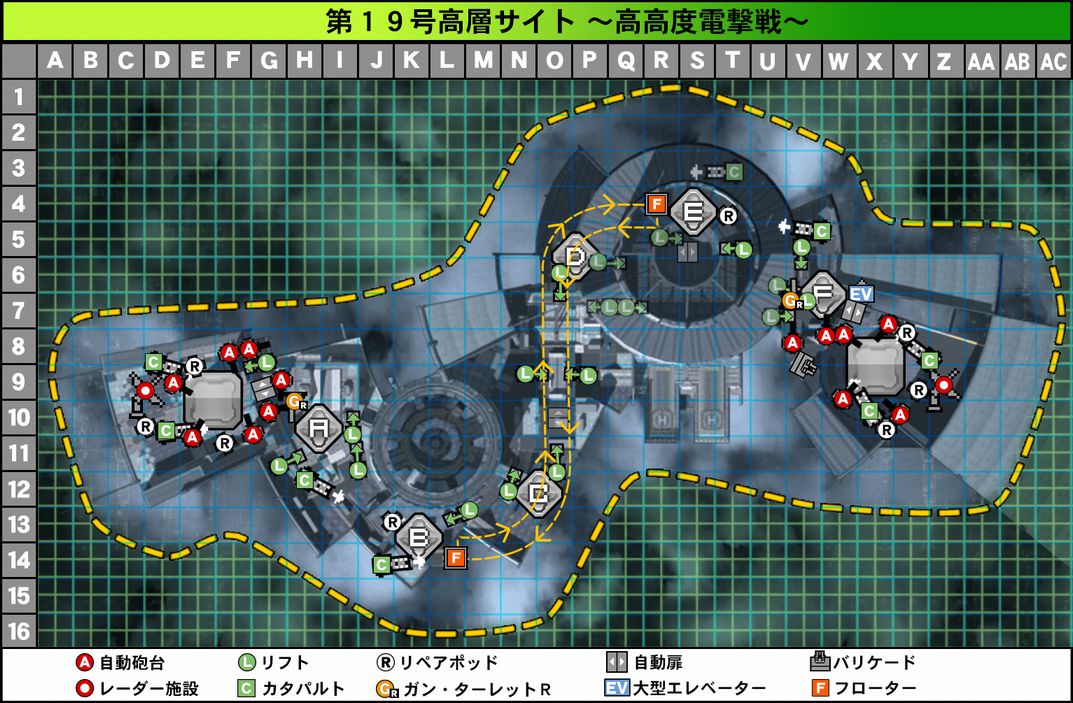 第１９号高層サイト ～高高度電撃戦～
A B C D E F G H I J K L M N O P Q R S T U V W X Y Z AA AB AC
1
2
3 C
4 F E R
5 C L L L
6 D L L L
7 L EV F G R L L L L L
8 A A A A R A C L R
9 C R A A L L L R
10 A G R A A C A R
11 R C A A R L L
12 L L C L L C
13 R L B
14 C F
15
16
A 自動砲台 L リフト R リペアポッド 自動扉 バリケード
レーダー施設 C カタパルト GR ガン・ターレットR EV 大型エレベーター F フローター